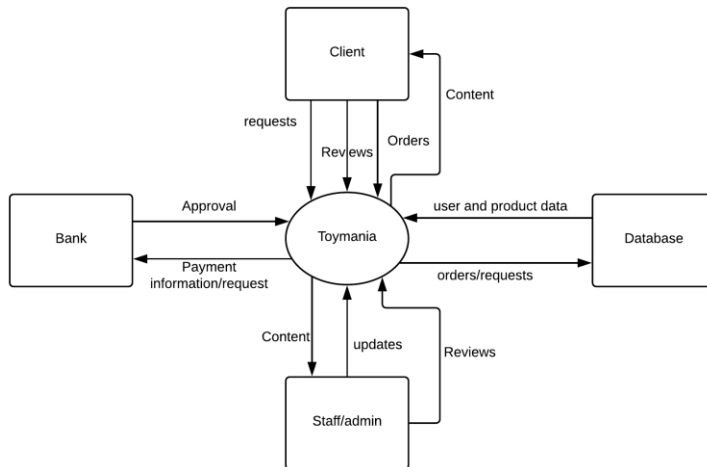 Client
Content
requests
Reviews
Orders
Approval
user and product data
Bank
Toymania
Database
Payment
information/request
orders/requests
Content
updates
Reviews
Staff/admin